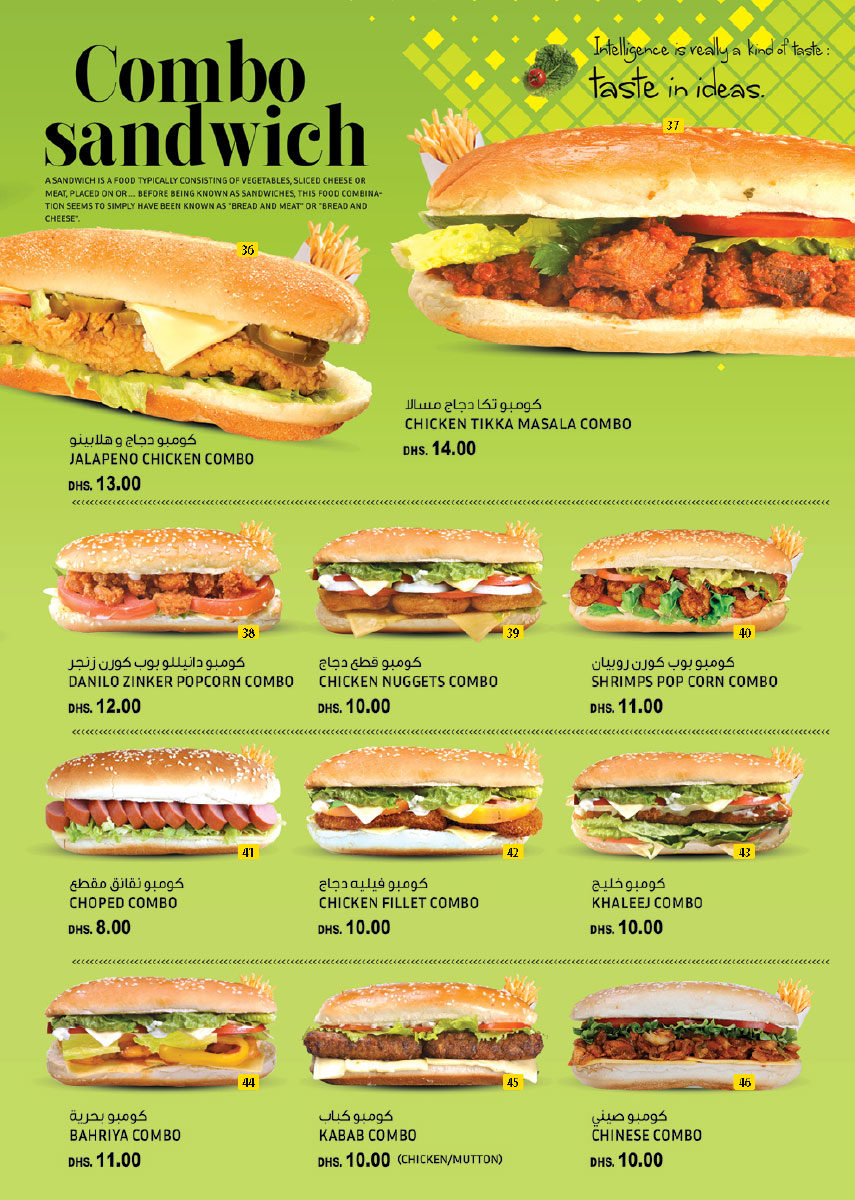 Combo
sandwich
A SANDWICH IS A FOOD TYPICALLY CONSISTING OF VEGETABLES, SLICED CHEESE OR
MEAT, PLACED ON OR ... BEFORE BEING KNOWN AS SANDWICHES, THIS FOOD COMBINA-
TION SEEMS TO SIMPLY HAVE BEEN KNOWN AS "BREAD AND MEAT" OR "BREAD AND
CHEESE".
Intelligence is really a kind of taste :
taste in ideas.
36
كومبو دجاج و هلابينو
JALAPENO CHICKEN COMBO
DHS. 13.00
37
كومبو تكا دجاج مسالا
CHICKEN TIKKA MASALA COMBO
DHS. 14.00
38
كومبو دانيللو بوب كورن زنجر
DANILO ZINKER POPCORN COMBO
DHS. 12.00
39
كومبو قطع دجاج
CHICKEN NUGGETS COMBO
DHS. 10.00
40
كومبو بوب كورن روبيان
SHRIMPS POP CORN COMBO
DHS. 11.00
41
كومبو نقانق مقطع
CHOPED COMBO
DHS. 8.00
42
كومبو فيليه دجاج
CHICKEN FILLET COMBO
DHS. 10.00
43
كومبو خليج
KHALEEJ COMBO
DHS. 10.00
44
كومبو بحرية
BAHRIYA COMBO
DHS. 11.00
45
كومبو كباب
KABAB COMBO
DHS. 10.00 (CHICKEN/MUTTON)
46
كومبو صيني
CHINESE COMBO
DHS. 10.00